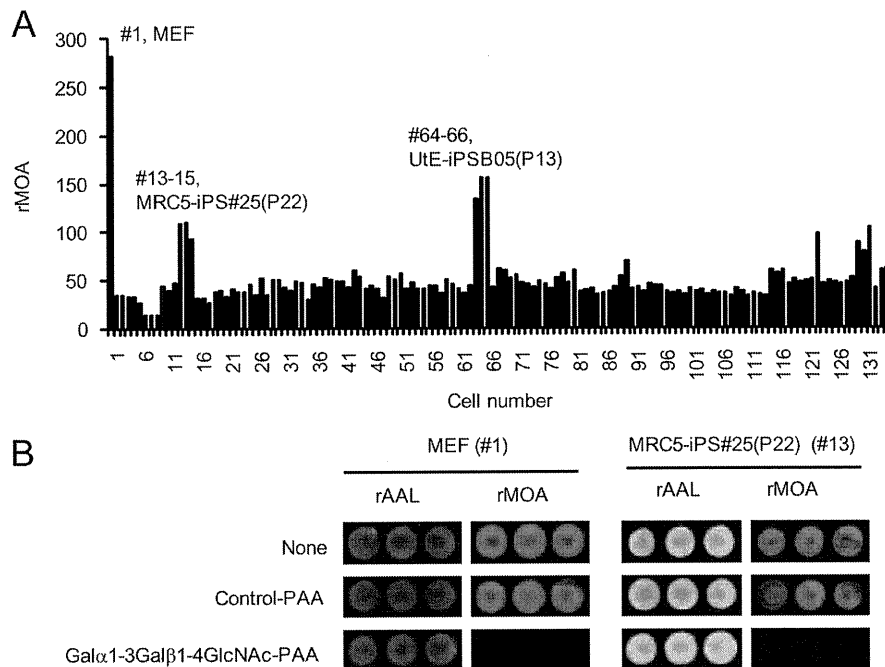 A
300
250
200
150
100
50
0
rMOA
#1, MEF
#13-15,
MRC5-iPS#25(P22)
#64-66,
UtE-iPSB05(P13)
1 6 11 16 21 26 31 36 41 46 51 56 61 66 71 76 81 86 91 96 101 106 111 116 121 126 131
Cell number
B
MEF (#1) MRC5-iPS#25(P22) (#13)
rAAL rMOA rAAL rMOA
None
Control-PAA
Galα1-3Galβ1-4GlcNAc-PAA